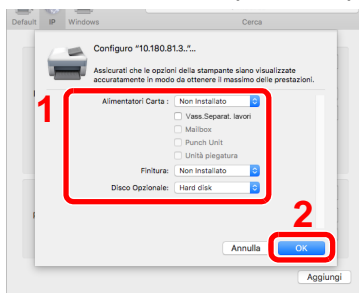 Default IP Windows Cerca
Configuro "10.180.81.3.."...
Assicurati che le opzioni della stampante siano visualizzate
accuratamente in modo da ottenere il massimo delle prestazioni.
1
Alimentatori Carta : Non Installato
Vass.Separat. lavori
Mailbox
Punch Unit
Unità piegatura
Finitura: Non Installato
Disco Opzionale: Hard disk
2
Annulla OK
Aggiungi